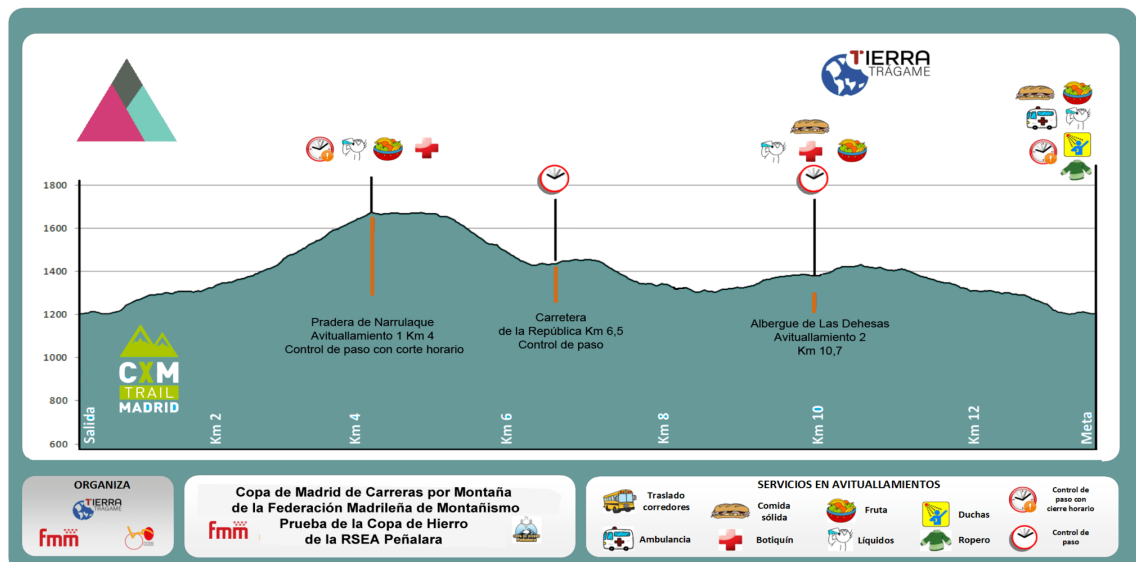 TIERRA
TRÁGAME
1800
1600
1400
1200
1000
800
600
Pradera de Narrulaque
Avituallamiento 1 Km 4
Control de paso con corte horario
Carretera
de la República Km 6,5
Control de paso
Albergue de Las Dehesas
Avituallamiento 2
Km 10,7
CXM
TRAIL
MADRID
Salida
Km 2
Km 4
Km 6
Km 8
Km 10
Km 12
Meta
ORGANIZA
TIERRA
TRÁGAME
fmm
Copa de Madrid de Carreras por Montaña
de la Federación Madrileña de Montañismo
Prueba de la Copa de Hierro
de la RSEA Peñalara
fmm
SERVICIOS EN AVITUALLAMIENTOS
Traslado
corredores
Comida
sólida
Fruta
Duchas
Control de
paso con
cierre horario
Ambulancia
Botiquín
Líquidos
Ropero
Control de
paso